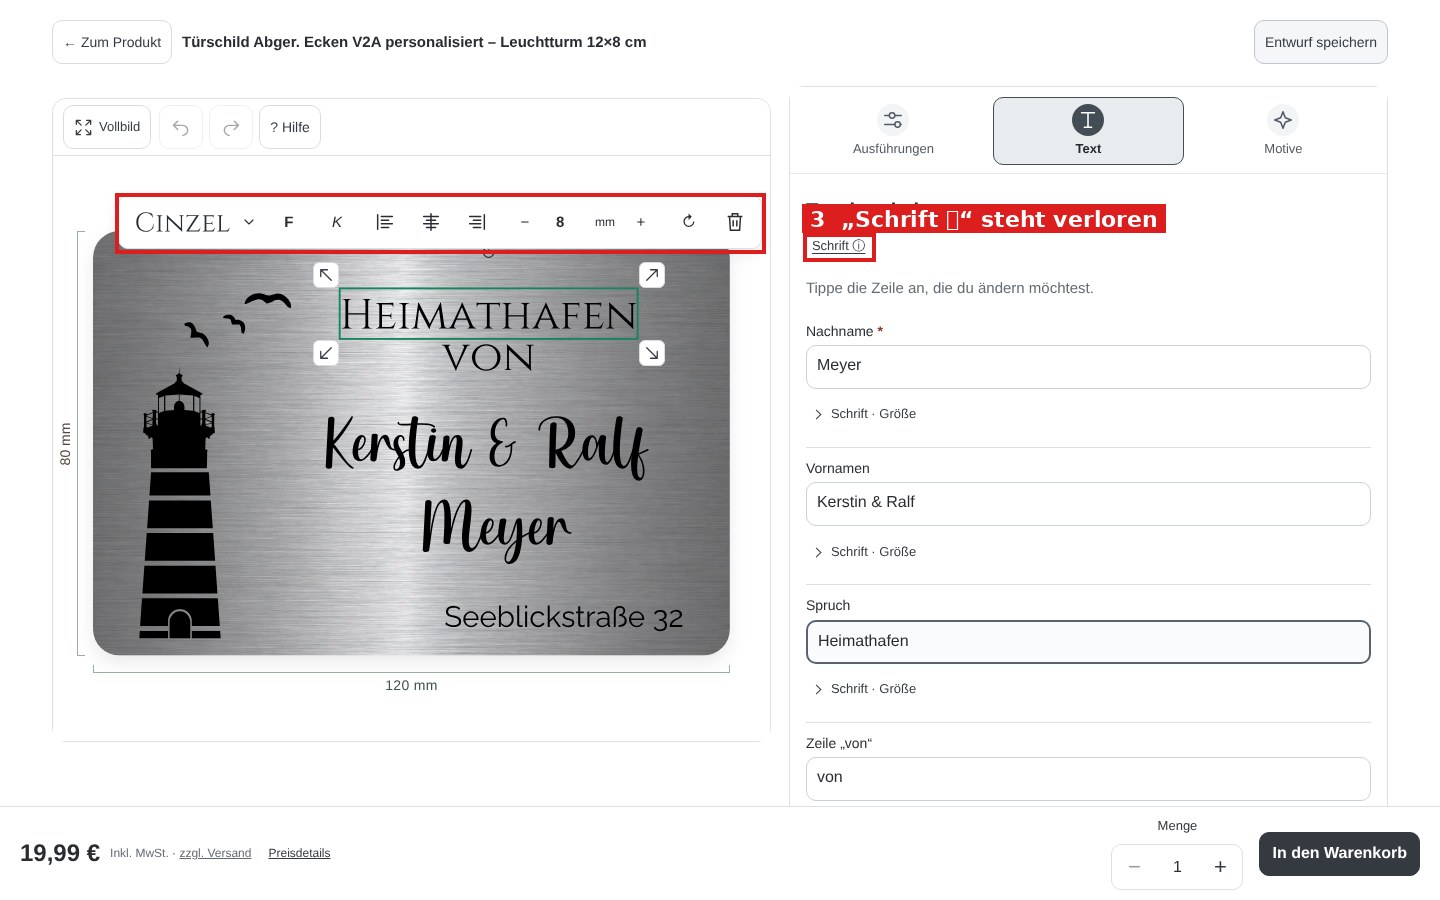 ← Zum Produkt
Türschild Abger. Ecken V2A personalisiert – Leuchtturm 12×8 cm
Entwurf speichern
Vollbild
? Hilfe
Ausführungen
Text
Motive
Cinzel
F
K
− 8 mm +
3 „Schrift ▯“ steht verloren
Schrift ⓘ
Tippe die Zeile an, die du ändern möchtest.
Heimathafen
von
Kerstin & Ralf
Meyer
Seeblickstraße 32
80 mm
120 mm
Nachname *
Meyer
Schrift · Größe
Vornamen
Kerstin & Ralf
Schrift · Größe
Spruch
Heimathafen
Schrift · Größe
Zeile „von“
von
19,99 €
Inkl. MwSt. · zzgl. Versand
Preisdetails
Menge
− 1 +
In den Warenkorb